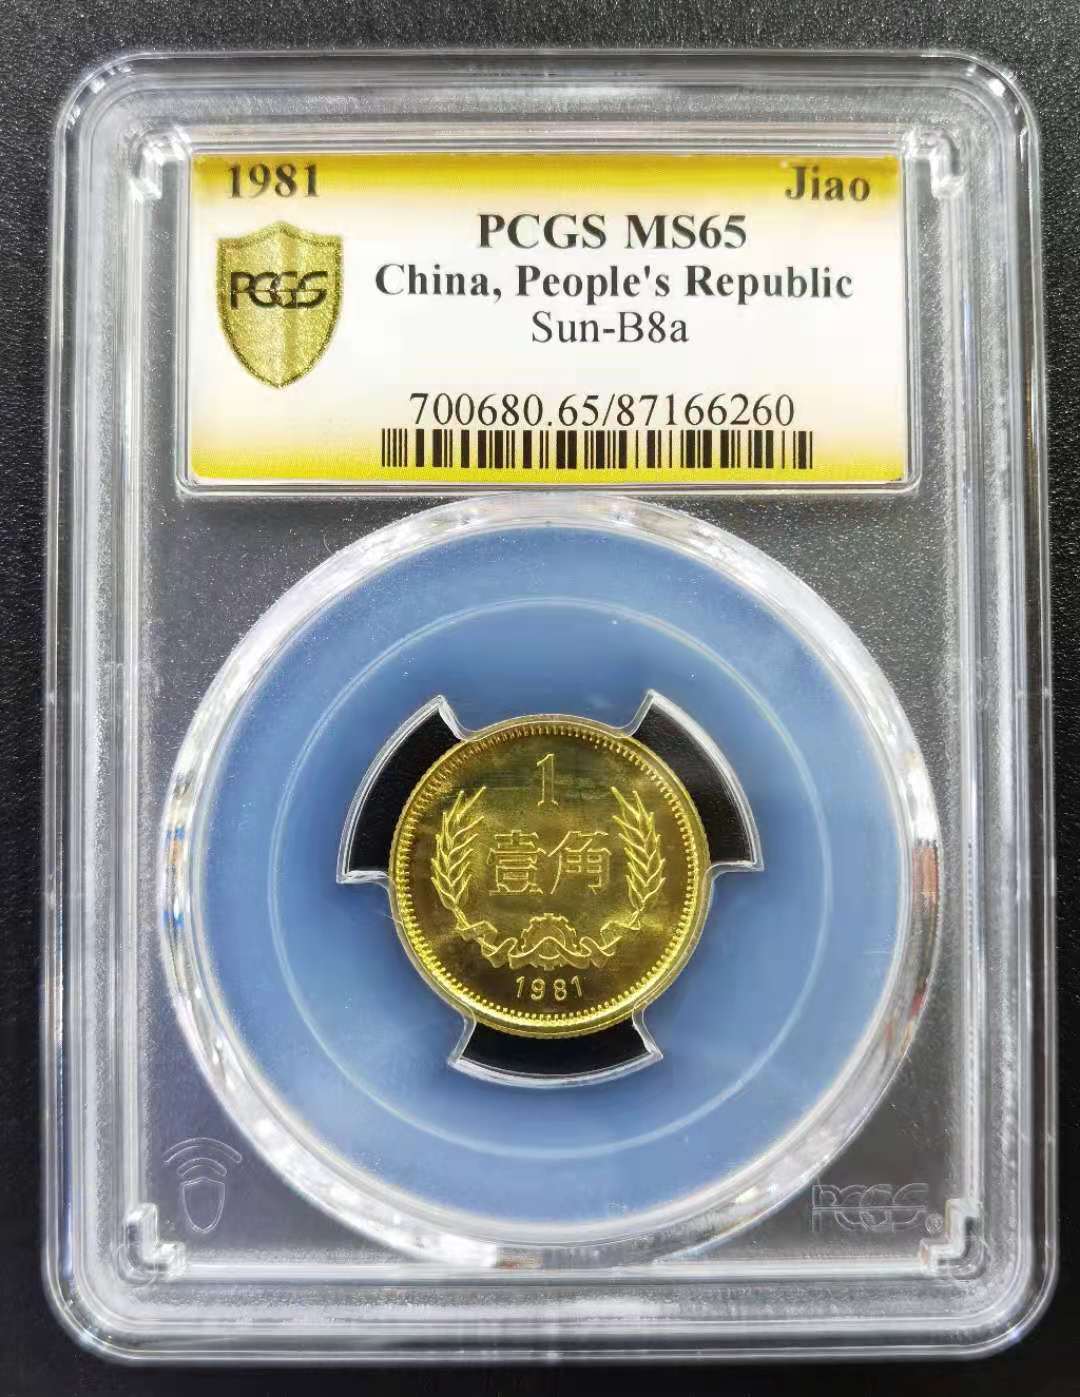 1981 Jiao
PCGS MS65
PCGS
China, People's Republic
Sun-B8a
700680.65/87166260
1
壹角
1981
PCGS®